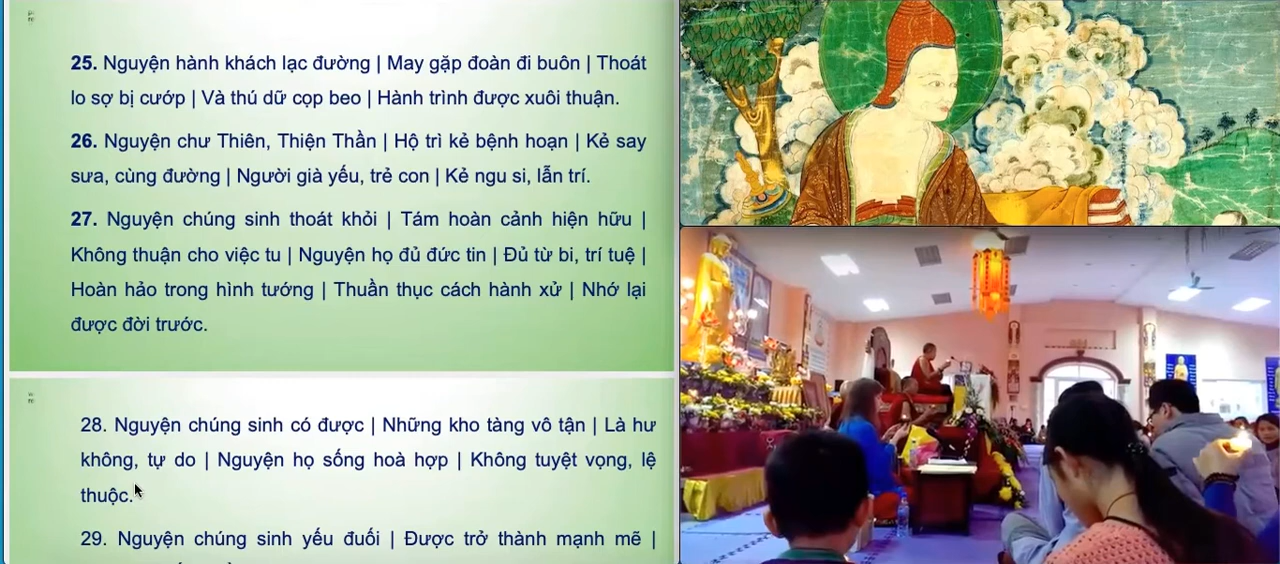 25. Nguyện hành khách lạc đường | May gặp đoàn đi buôn | Thoát
lo sợ bị cướp | Và thú dữ cọp beo | Hành trình được xuôi thuận.
26. Nguyện chư Thiên, Thiện Thần | Hộ trì kẻ bệnh hoạn | Kẻ say
sưa, cùng đường | Người già yếu, trẻ con | Kẻ ngu si, lẫn trí.
27. Nguyện chúng sinh thoát khỏi | Tám hoàn cảnh hiện hữu |
Không thuận cho việc tu | Nguyện họ đủ đức tin | Đủ từ bi, trí tuệ |
Hoàn hảo trong hình tướng | Thuần thục cách hành xử | Nhớ lại
được đời trước.
28. Nguyện chúng sinh có được | Những kho tàng vô tận | Là hư
không, tự do | Nguyện họ sống hoà hợp | Không tuyệt vọng, lệ
thuộc.
29. Nguyện chúng sinh yếu đuối | Được trở thành mạnh mẽ |